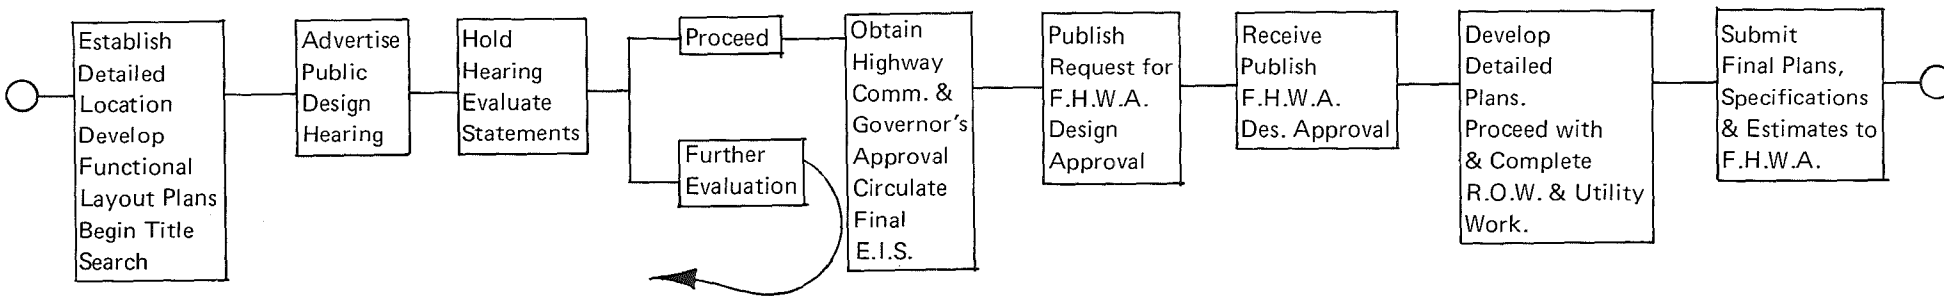 Establish
Detailed
Location
Develop
Functional
Layout Plans
Begin Title
Search
Advertise
Public
Design
Hearing
Hold
Hearing
Evaluate
Statements
Proceed
Further
Evaluation
Obtain
Highway
Comm. &
Governor's
Approval
Circulate
Final
E.I.S.
Publish
Request for
F.H.W.A.
Design
Approval
Receive
Publish
F.H.W.A.
Des. Approval
Develop
Detailed
Plans.
Proceed with
& Complete
R.O.W. & Utility
Work.
Submit
Final Plans,
Specifications
& Estimates to
F.H.W.A.